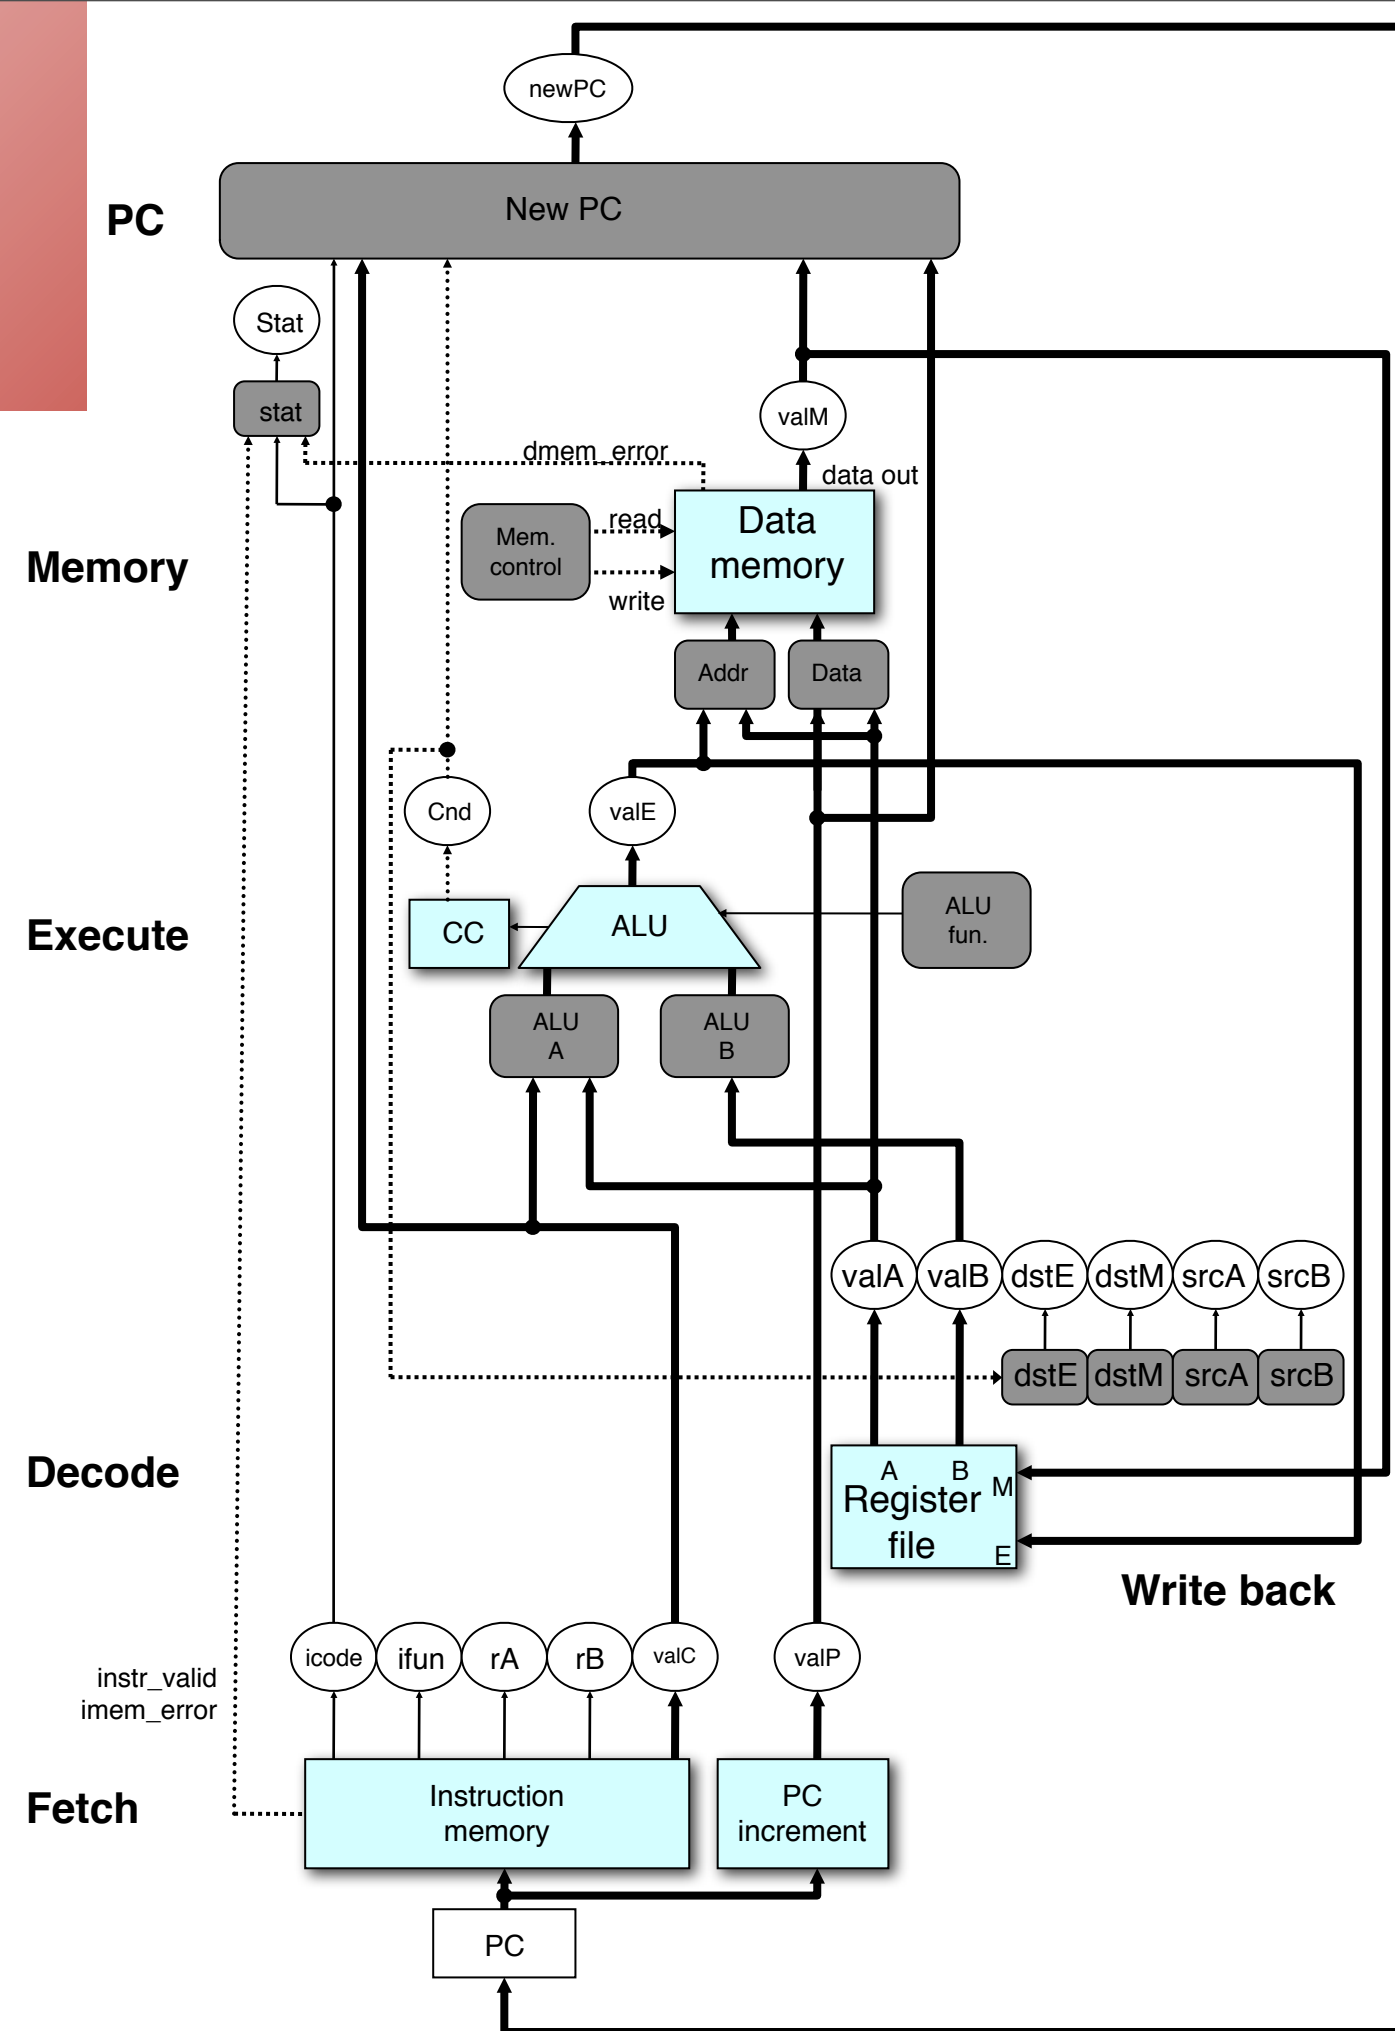 newPC
New PC
PC
Stat
stat
valM
dmem_error
data out
read
Data
memory
Mem.
control
Memory
write
Addr
Data
Cnd
valE
ALU
fun.
CC
ALU
Execute
ALU
A
ALU
B
valA
valB
dstE
dstM
srcA
srcB
dstE
dstM
srcA
srcB
Decode
A
B
M
Register
file
E
Write back
icode
ifun
rA
rB
valC
valP
instr_valid
imem_error
Fetch
Instruction
memory
PC
increment
PC